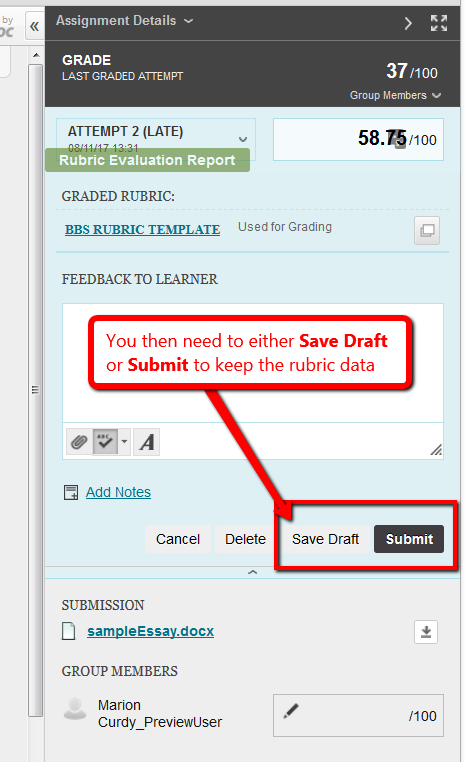 by
oc
«
Assignment Details
GRADE
LAST GRADED ATTEMPT
37 /100
Group Members
ATTEMPT 2 (LATE)
58.75 /100
08/11/17 13:31
Rubric Evaluation Report
GRADED RUBRIC:
BBS RUBRIC TEMPLATE Used for Grading
FEEDBACK TO LEARNER
You then need to either Save Draft
or Submit to keep the rubric data
ABC
A
Add Notes
Cancel Delete Save Draft Submit
SUBMISSION
sampleEssay.docx
GROUP MEMBERS
Marion
Curdy_PreviewUser
/100